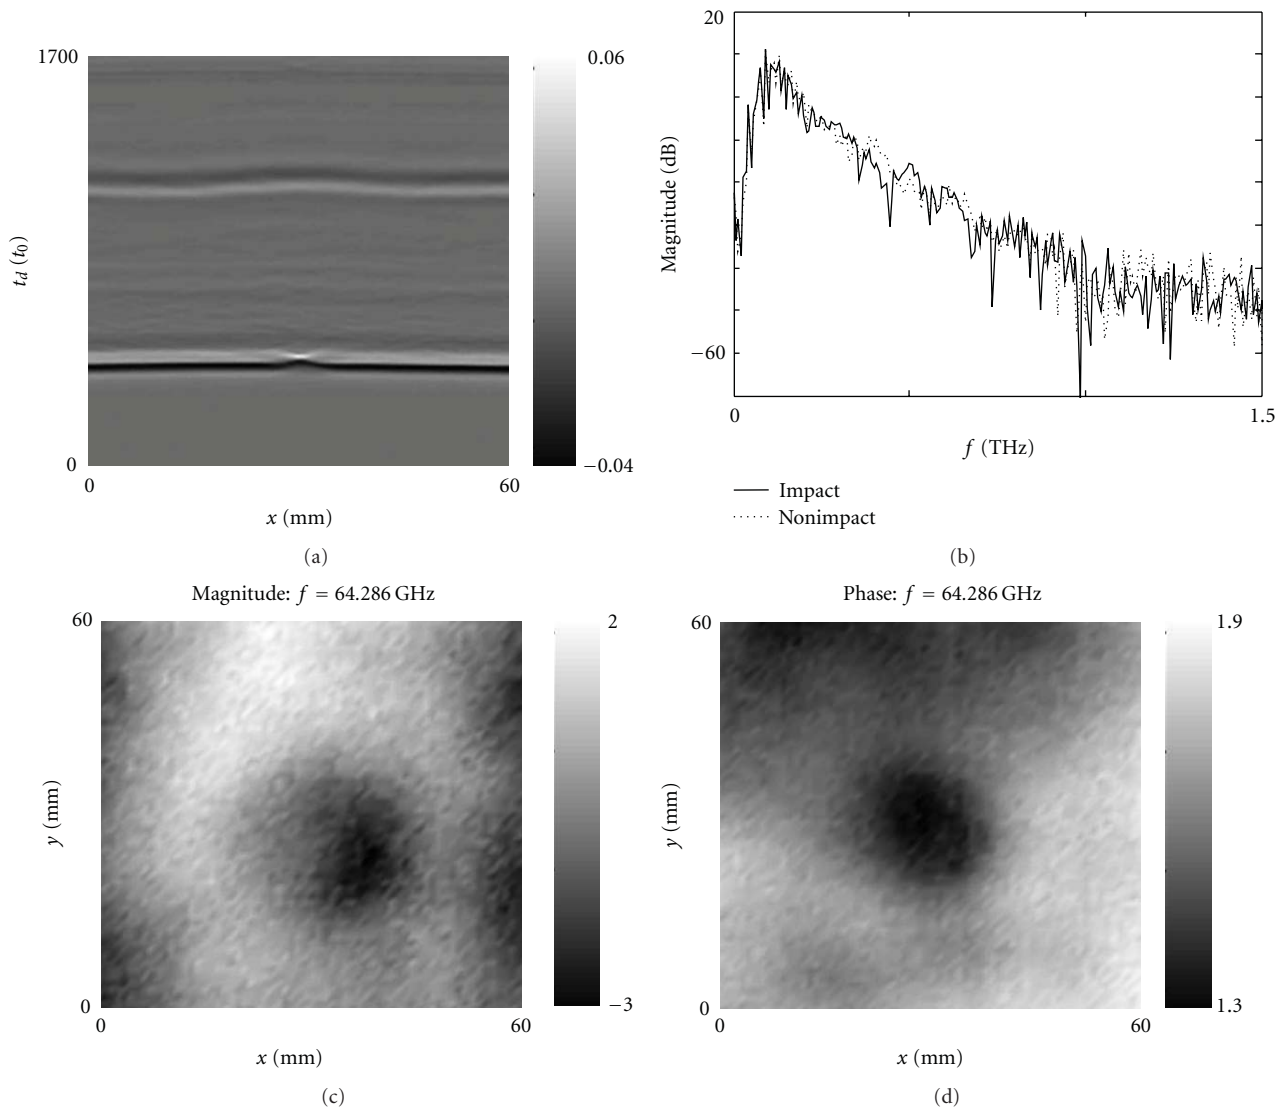 1700
0.06
t_d (t_0)
0
−0.04
0
60
x (mm)
(a)
20
Magnitude (dB)
−60
0
1.5
f (THz)
Impact
Nonimpact
(b)
Magnitude: f = 64.286 GHz
60
2
y (mm)
0
−3
0
60
x (mm)
(c)
Phase: f = 64.286 GHz
60
1.9
y (mm)
0
1.3
0
60
x (mm)
(d)